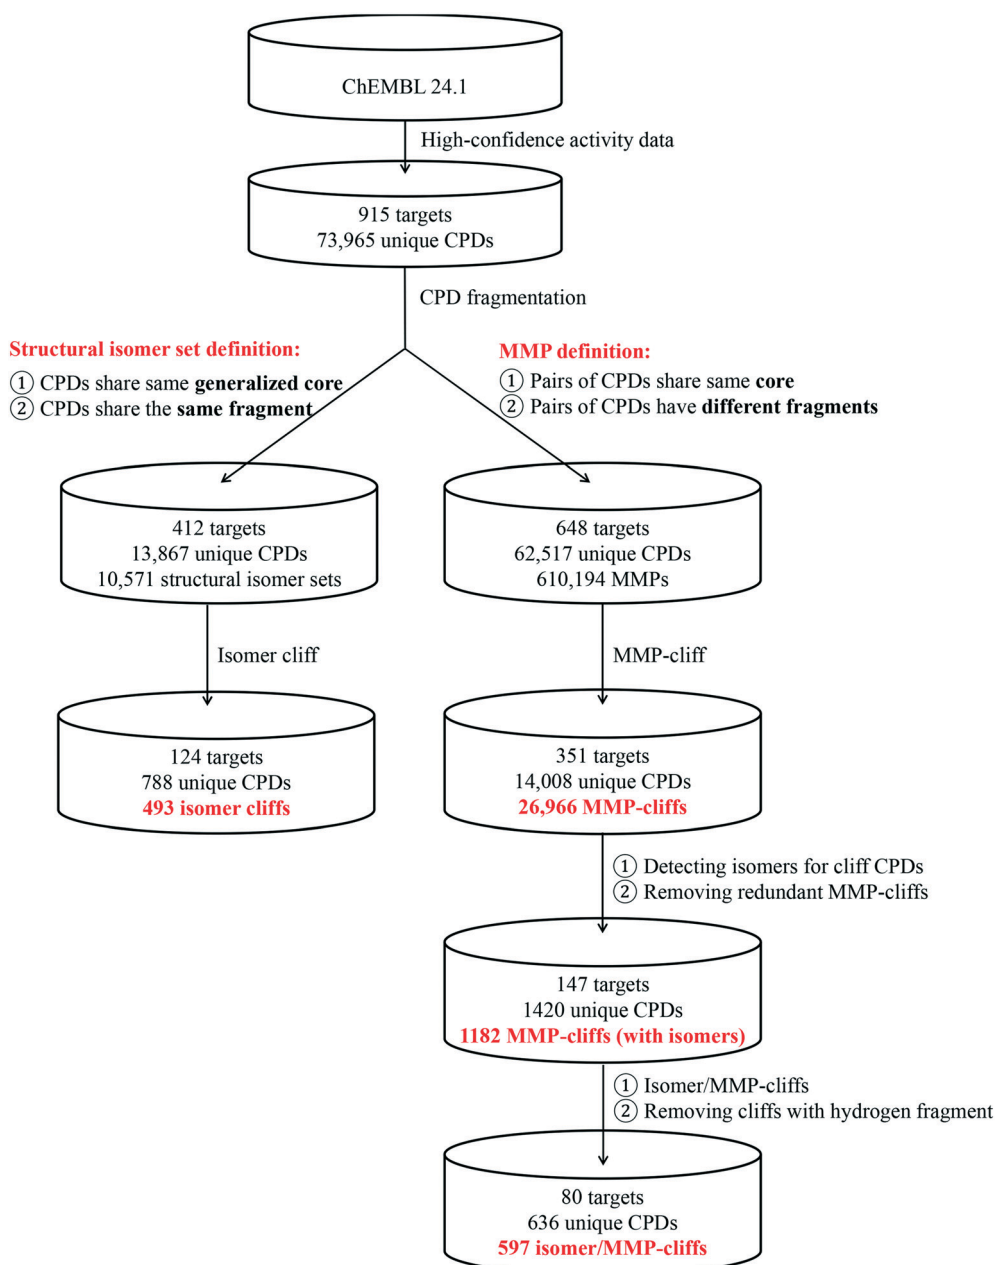 ChEMBL 24.1
High-confidence activity data
915 targets
73,965 unique CPDs
CPD fragmentation
Structural isomer set definition:
① CPDs share same generalized core
② CPDs share the same fragment
MMP definition:
① Pairs of CPDs share same core
② Pairs of CPDs have different fragments
412 targets
13,867 unique CPDs
10,571 structural isomer sets
648 targets
62,517 unique CPDs
610,194 MMPs
Isomer cliff
MMP-cliff
124 targets
788 unique CPDs
493 isomer cliffs
351 targets
14,008 unique CPDs
26,966 MMP-cliffs
① Detecting isomers for cliff CPDs
② Removing redundant MMP-cliffs
147 targets
1420 unique CPDs
1182 MMP-cliffs (with isomers)
① Isomer/MMP-cliffs
② Removing cliffs with hydrogen fragment
80 targets
636 unique CPDs
597 isomer/MMP-cliffs